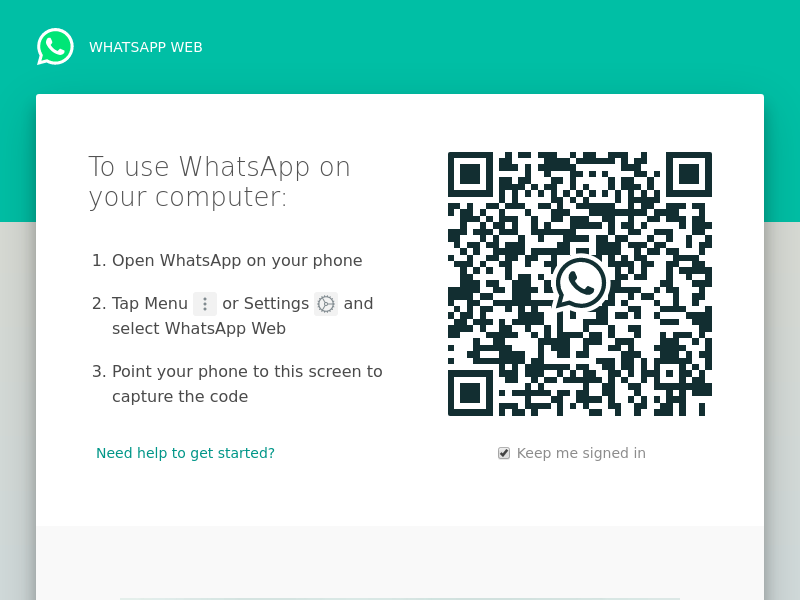 WHATSAPP WEB
To use WhatsApp on
your computer:
1. Open WhatsApp on your phone
2. Tap Menu or Settings and
select WhatsApp Web
3. Point your phone to this screen to
capture the code
Need help to get started?
Keep me signed in